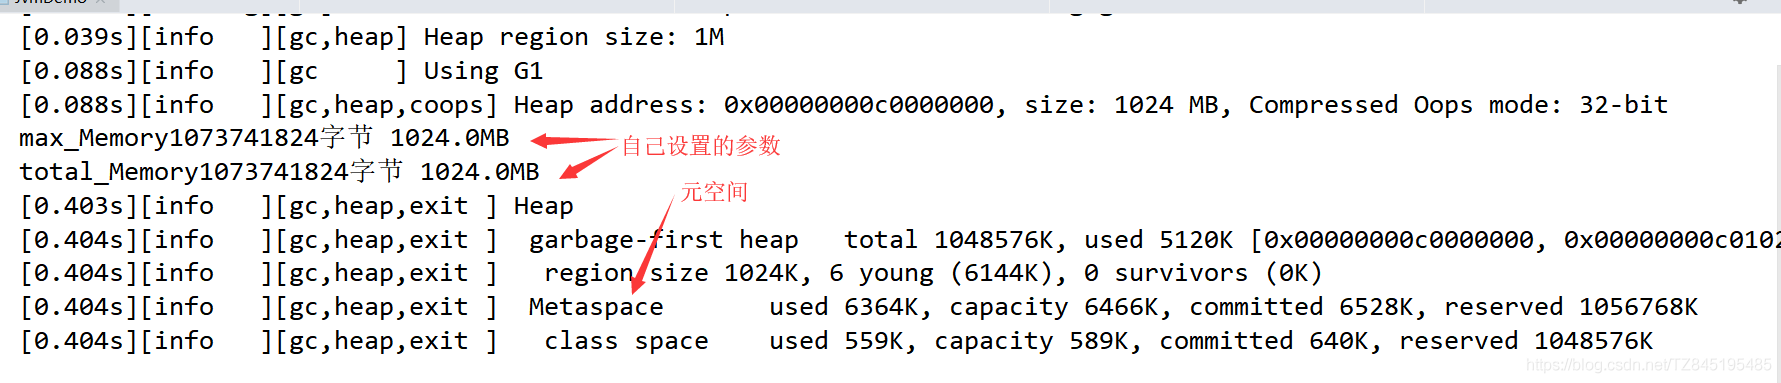 JvmDemo
[0.039s][info   ][gc,heap] Heap region size: 1M
[0.088s][info   ][gc     ] Using G1
[0.088s][info   ][gc,heap,coops] Heap address: 0x00000000c0000000, size: 1024 MB, Compressed Oops mode: 32-bit
max_Memory1073741824字节 1024.0MB
自己设置的参数
total_Memory1073741824字节 1024.0MB
元空间
[0.403s][info   ][gc,heap,exit ] Heap
[0.404s][info   ][gc,heap,exit ]  garbage-first heap   total 1048576K, used 5120K [0x00000000c0000000, 0x00000000c0102
[0.404s][info   ][gc,heap,exit ]   region size 1024K, 6 young (6144K), 0 survivors (0K)
[0.404s][info   ][gc,heap,exit ]  Metaspace       used 6364K, capacity 6466K, committed 6528K, reserved 1056768K
[0.404s][info   ][gc,heap,exit ]   class space    used 559K, capacity 589K, committed 640K, reserved 1048576K
https://blog.csdn.net/TZ845195485